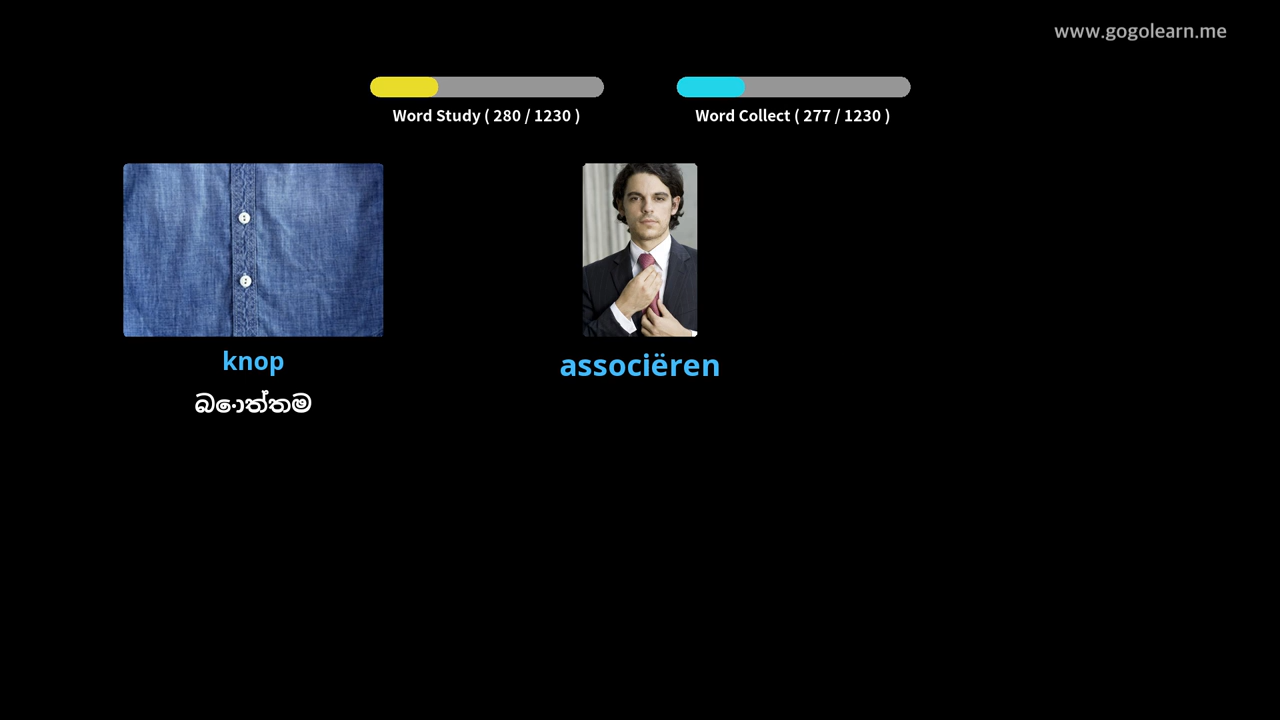 www.gogolearn.me
Word Study ( 280 / 1230 )
Word Collect ( 277 / 1230 )
knop
associëren
බොත්තම